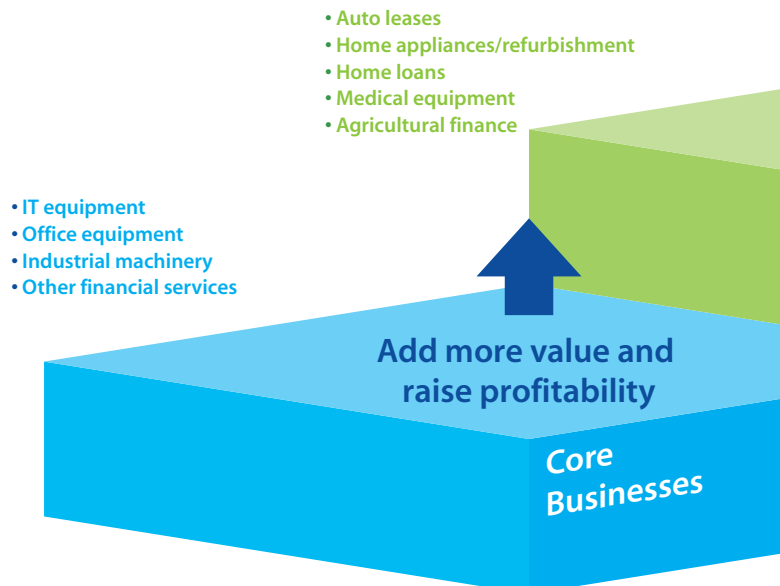 • Auto leases
• Home appliances/refurbishment
• Home loans
• Medical equipment
• Agricultural finance
• IT equipment
• Office equipment
• Industrial machinery
• Other financial services
Add more value and
raise profitability
Core
Businesses